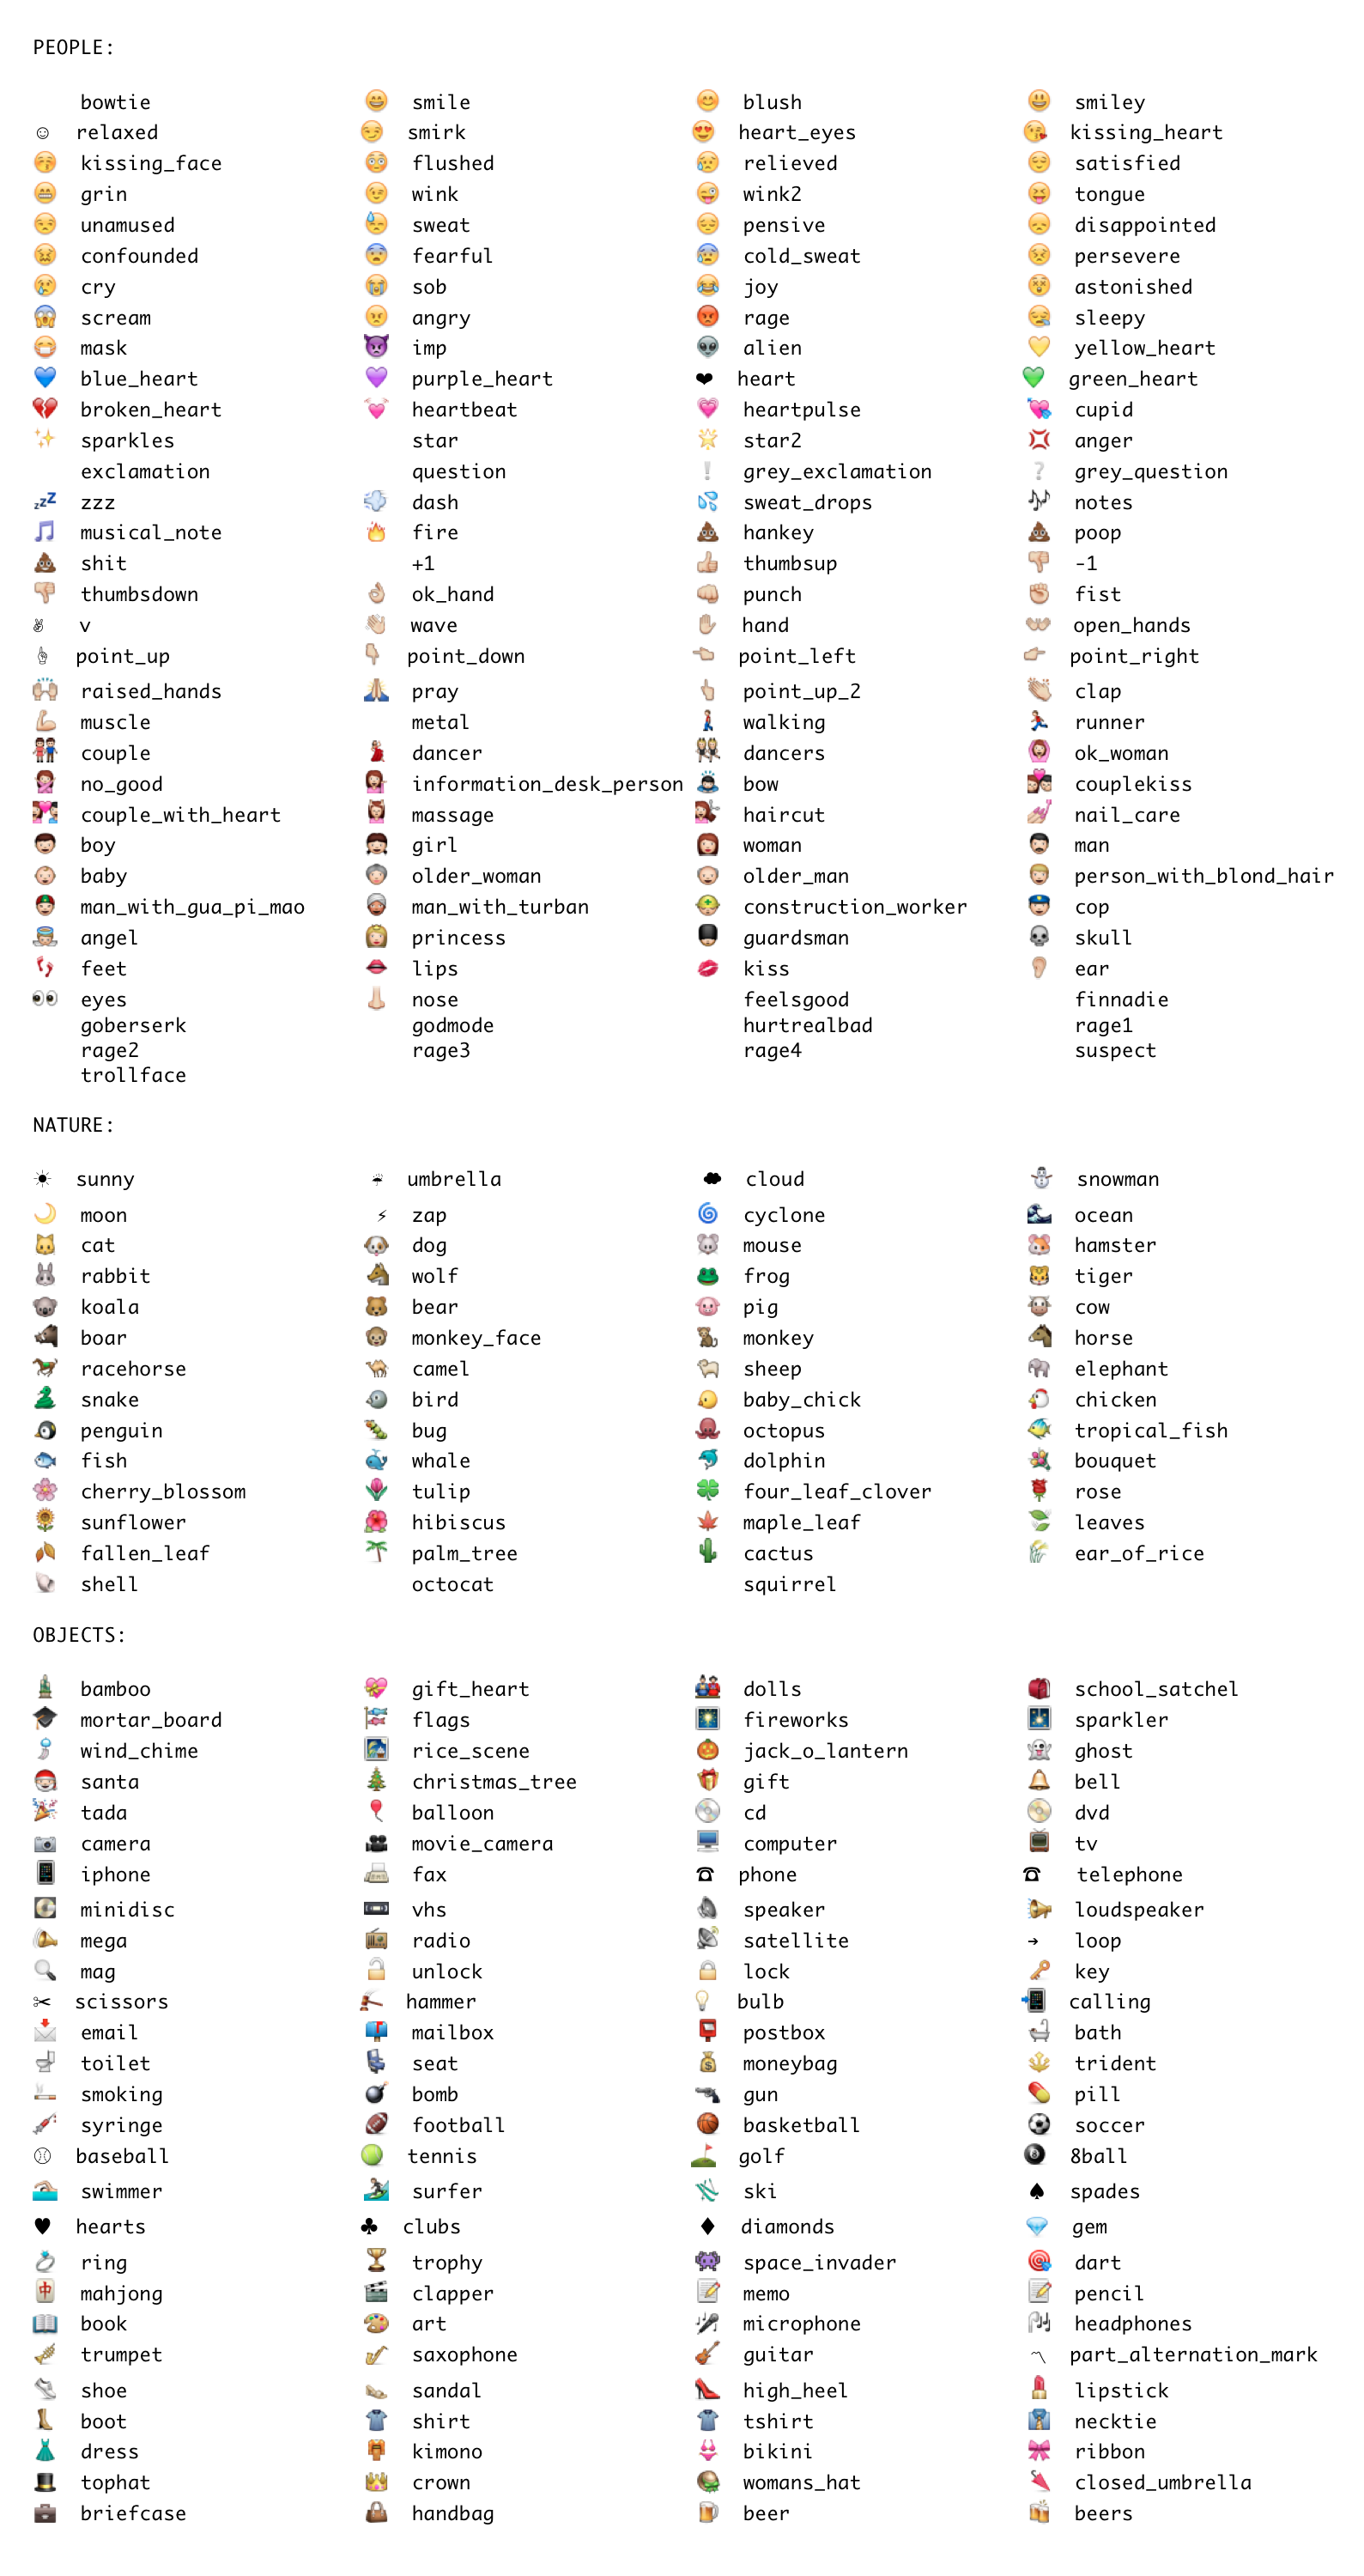 PEOPLE:
bowtie smile blush smiley
relaxed smirk heart_eyes kissing_heart
kissing_face flushed relieved satisfied
grin wink wink2 tongue
unamused sweat pensive disappointed
confounded fearful cold_sweat persevere
cry sob joy astonished
scream angry rage sleepy
mask imp alien yellow_heart
blue_heart purple_heart heart green_heart
broken_heart heartbeat heartpulse cupid
sparkles star star2 anger
exclamation question grey_exclamation grey_question
zzz dash sweat_drops notes
musical_note fire hankey poop
shit +1 thumbsup -1
thumbsdown ok_hand punch fist
v wave hand open_hands
point_up point_down point_left point_right
raised_hands pray point_up_2 clap
muscle metal walking runner
couple dancer dancers ok_woman
no_good information_desk_person bow couplekiss
couple_with_heart massage haircut nail_care
boy girl woman man
baby older_woman older_man person_with_blond_hair
man_with_gua_pi_mao man_with_turban construction_worker cop
angel princess guardsman skull
feet lips kiss ear
eyes nose feelsgood finnadie
goberserk godmode hurtrealbad rage1
rage2 rage3 rage4 suspect
trollface
NATURE:
sunny umbrella cloud snowman
moon zap cyclone ocean
cat dog mouse hamster
rabbit wolf frog tiger
koala bear pig cow
boar monkey_face monkey horse
racehorse camel sheep elephant
snake bird baby_chick chicken
penguin bug octopus tropical_fish
fish whale dolphin bouquet
cherry_blossom tulip four_leaf_clover rose
sunflower hibiscus maple_leaf leaves
fallen_leaf palm_tree cactus ear_of_rice
shell octocat squirrel
OBJECTS:
bamboo gift_heart dolls school_satchel
mortar_board flags fireworks sparkler
wind_chime rice_scene jack_o_lantern ghost
santa christmas_tree gift bell
tada balloon cd dvd
camera movie_camera computer tv
iphone fax phone telephone
minidisc vhs speaker loudspeaker
mega radio satellite loop
mag unlock lock key
scissors hammer bulb calling
email mailbox postbox bath
toilet seat moneybag trident
smoking bomb gun pill
syringe football basketball soccer
baseball tennis golf 8ball
swimmer surfer ski spades
hearts clubs diamonds gem
ring trophy space_invader dart
mahjong clapper memo pencil
book art microphone headphones
trumpet saxophone guitar part_alternation_mark
shoe sandal high_heel lipstick
boot shirt tshirt necktie
dress kimono bikini ribbon
tophat crown womans_hat closed_umbrella
briefcase handbag beer beers